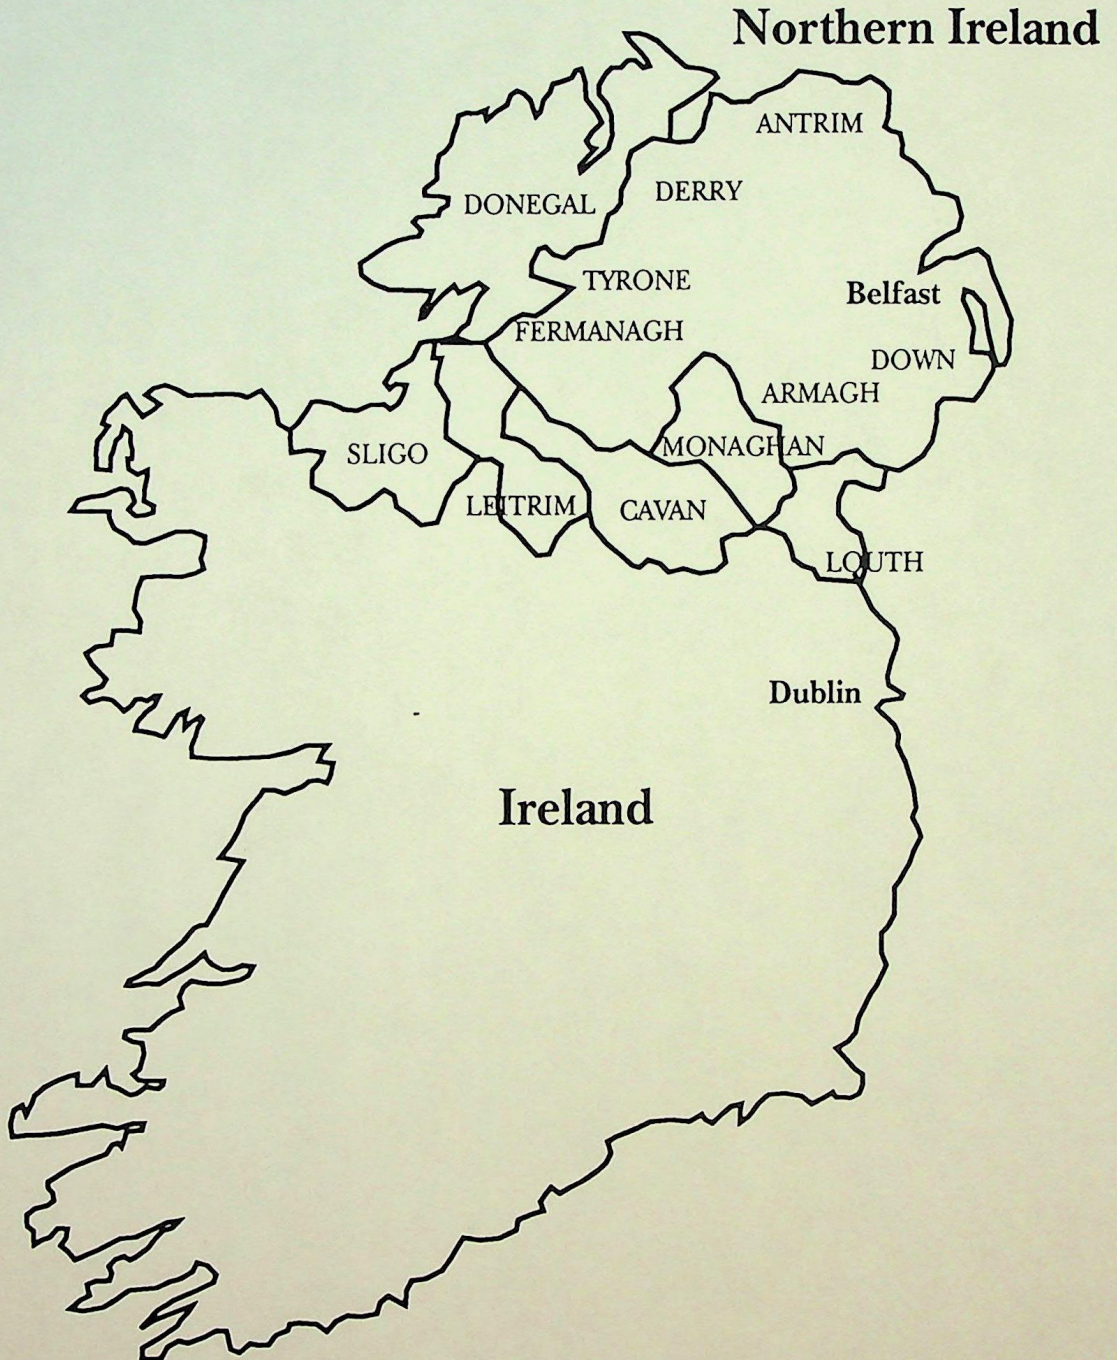 Northern Ireland
ANTRIM
DERRY
DONEGAL
TYRONE
Belfast
FERMANAGH
DOWN
ARMAGH
MONAGHAN
SLIGO
LEITRIM
CAVAN
LOUTH
Dublin
Ireland